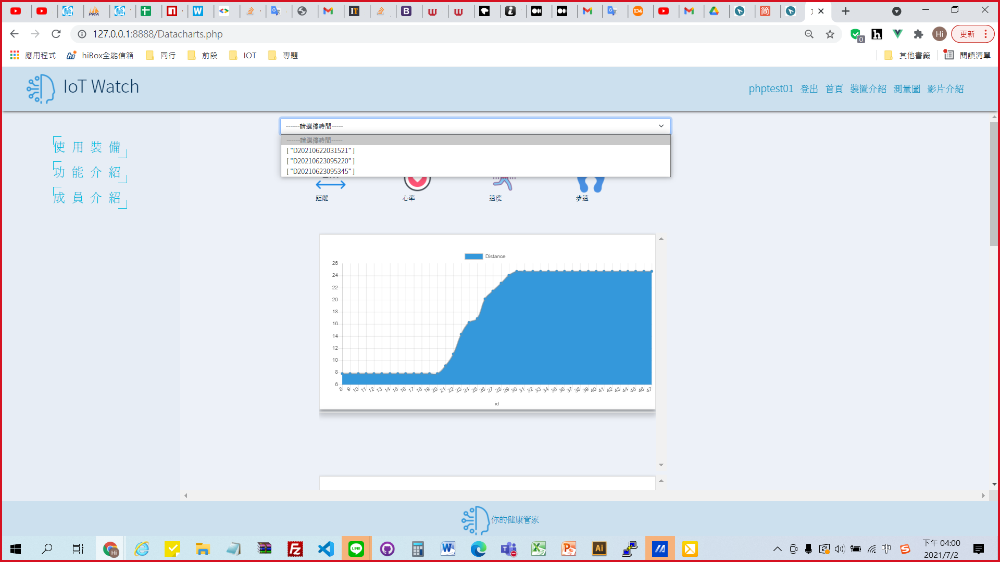 127.0.0.1:8888/Datacharts.php
0
Hi
更新
應用程式
hiBox全能信箱
同行
前段
IOT
專題
其他書籤
閱讀清單
IoT Watch
phptest01 登出 首頁 裝置介紹 測量圖 影片介紹
使用裝備
功能介紹
成員介紹
------請選擇時間-----
------請選擇時間-----
[ "D20210622031521" ]
[ "D20210623095220" ]
[ "D20210623095345" ]
距離
心率
速度
步速
Distance
26
24
22
20
18
16
14
12
10
8
6
8 9 10 11 12 13 14 15 16 17 18 19 20 21 22 23 24 25 26 27 28 29 30 31 32 33 34 35 36 37 38 39 40 41 42 43 44 45 46 47
id
你的健康管家
中
下午 04:00
2021/7/2